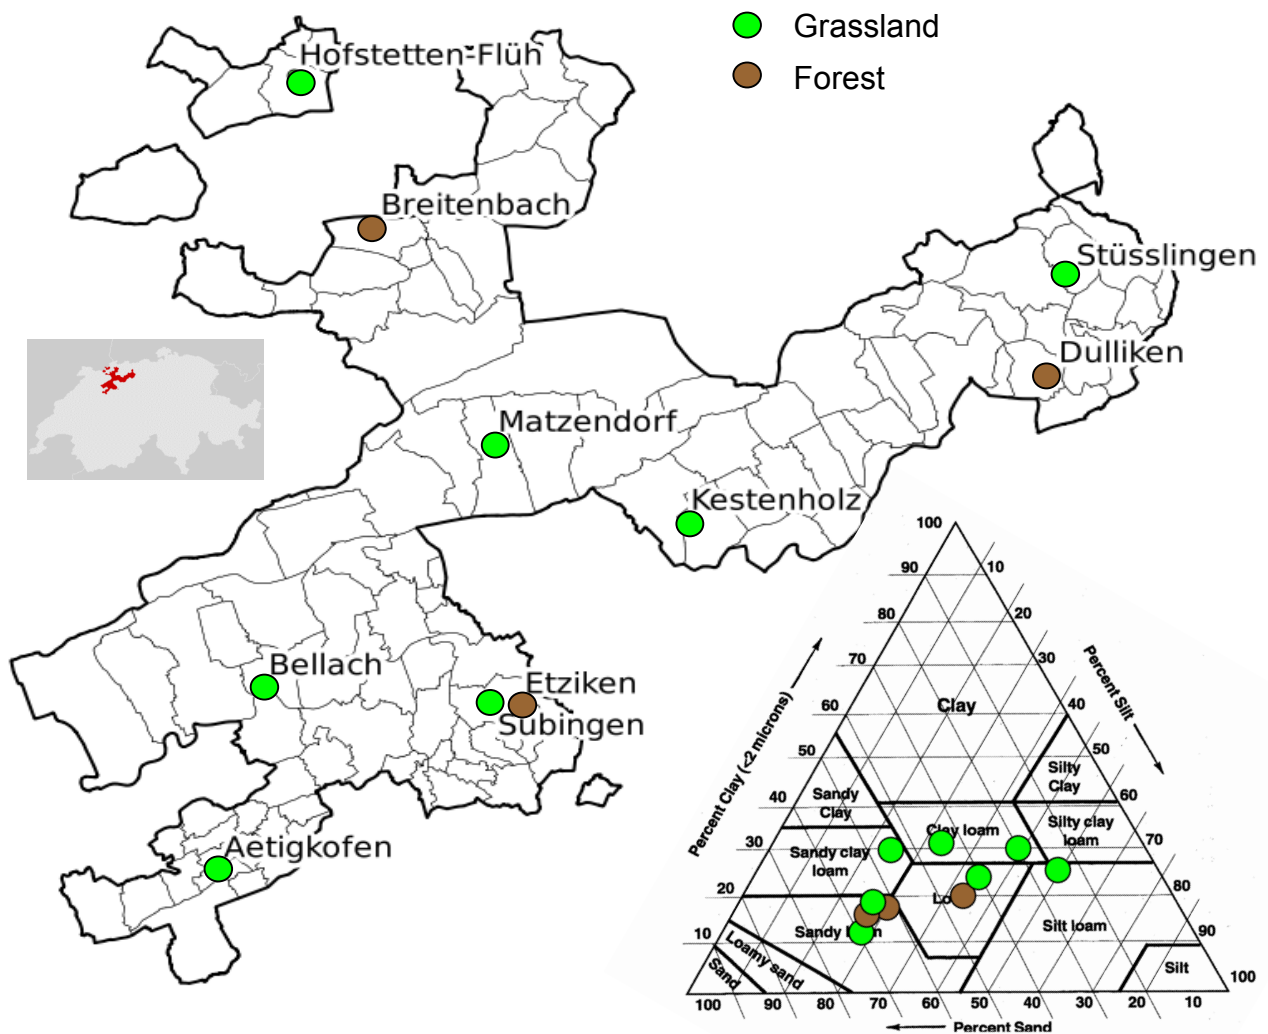 Grassland
Forest
Hofstetten-Flüh
Breitenbach
Stüsslingen
Dulliken
Matzendorf
Kestenholz
Bellach
Etziken
Subingen
Aetigkofen
100
90
10
80
20
70
30
60
40
50
50
40
60
30
70
20
80
10
90
100
Percent Clay (<2 microns)
Percent Silt
Clay
Silty
Clay
Sandy
Clay
Clay loam
Silty clay
loam
Sandy clay
loam
Lo
Sandy l m
Silt loam
Loamy sand
Sand
Silt
100 90 80 70 60 50 40 30 20 10
Percent Sand